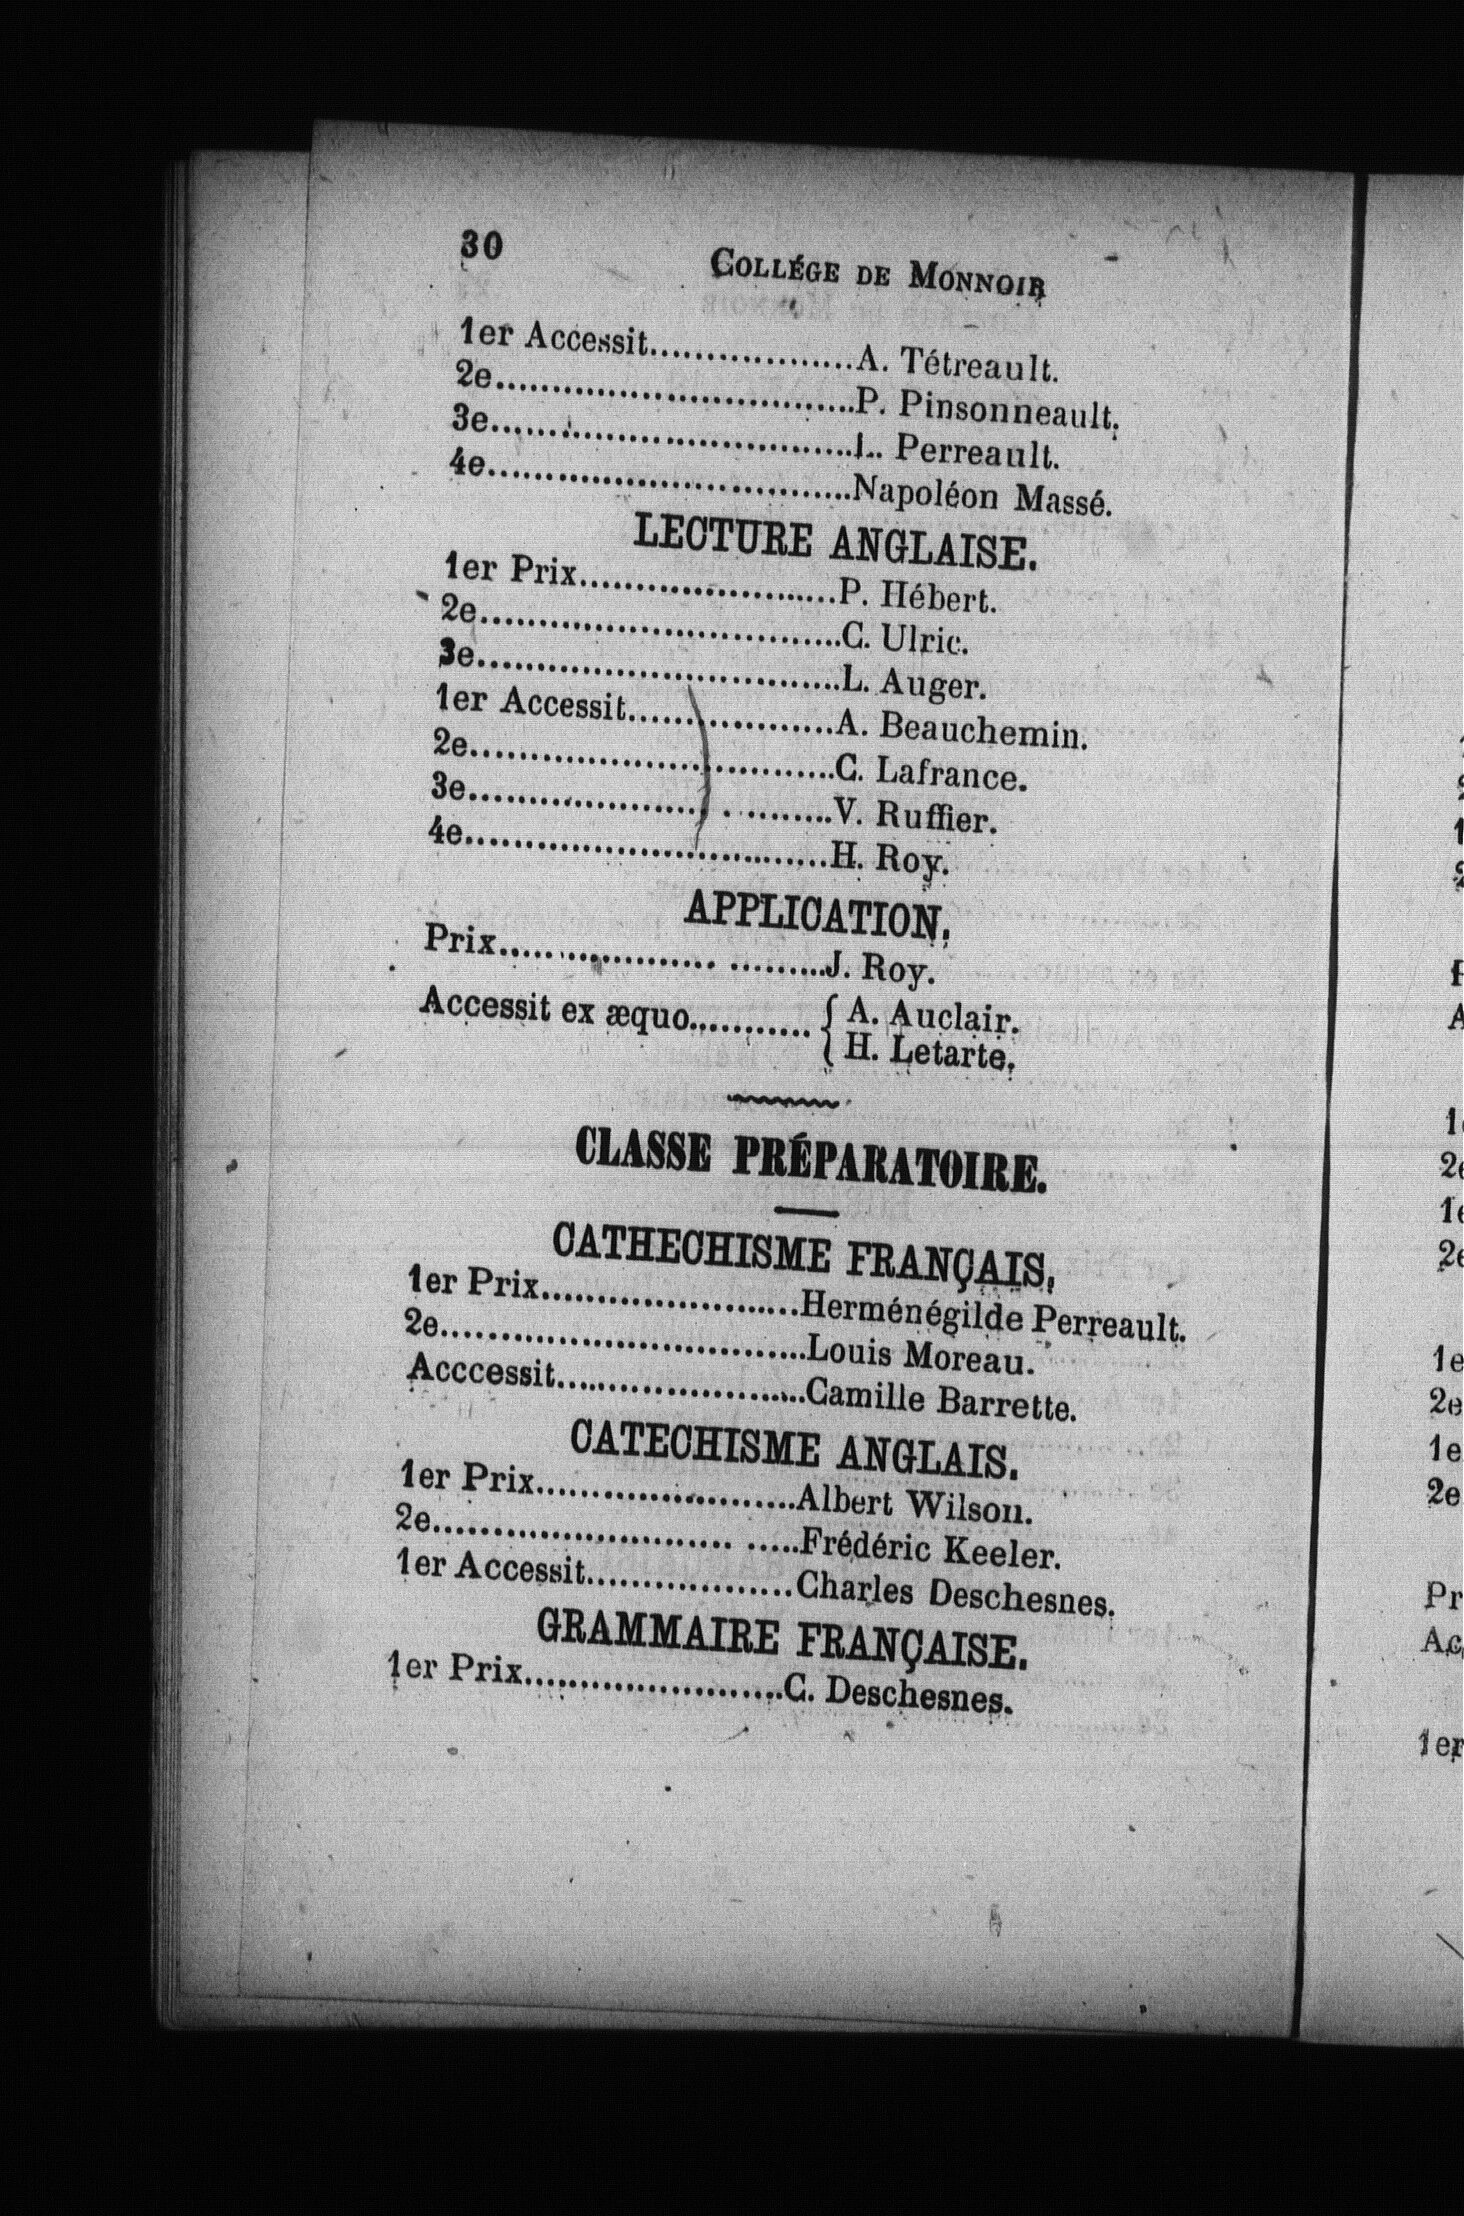 30 COLLÉGE DE MONNOIR
1er Accessit..................A. Tétreault.
2e................................P. Pinsonneault.
3e................................L. Perreault.
4e................................Napoléon Massé.
LECTURE ANGLAISE.
1er Prix.......................P. Hébert.
2e................................C. Ulric.
3e................................L. Auger.
1er Accessit..................A. Beauchemin.
2e................................C. Lafrance.
3e................................V. Ruffier.
4e................................H. Roy.
APPLICATION.
Prix..............................J. Roy.
Accessit ex æquo........... { A. Auclair.
{ H. Letarte.
CLASSE PRÉPARATOIRE.
CATHECHISME FRANÇAIS.
1er Prix.......................Herménégilde Perreault.
2e................................Louis Moreau.
Acccessit......................Camille Barrette.
CATECHISME ANGLAIS.
1er Prix.......................Albert Wilson.
2e......................... .....Frédéric Keeler.
1er Accessit..................Charles Deschesnes.
GRAMMAIRE FRANÇAISE.
1er Prix.......................C. Deschesnes.